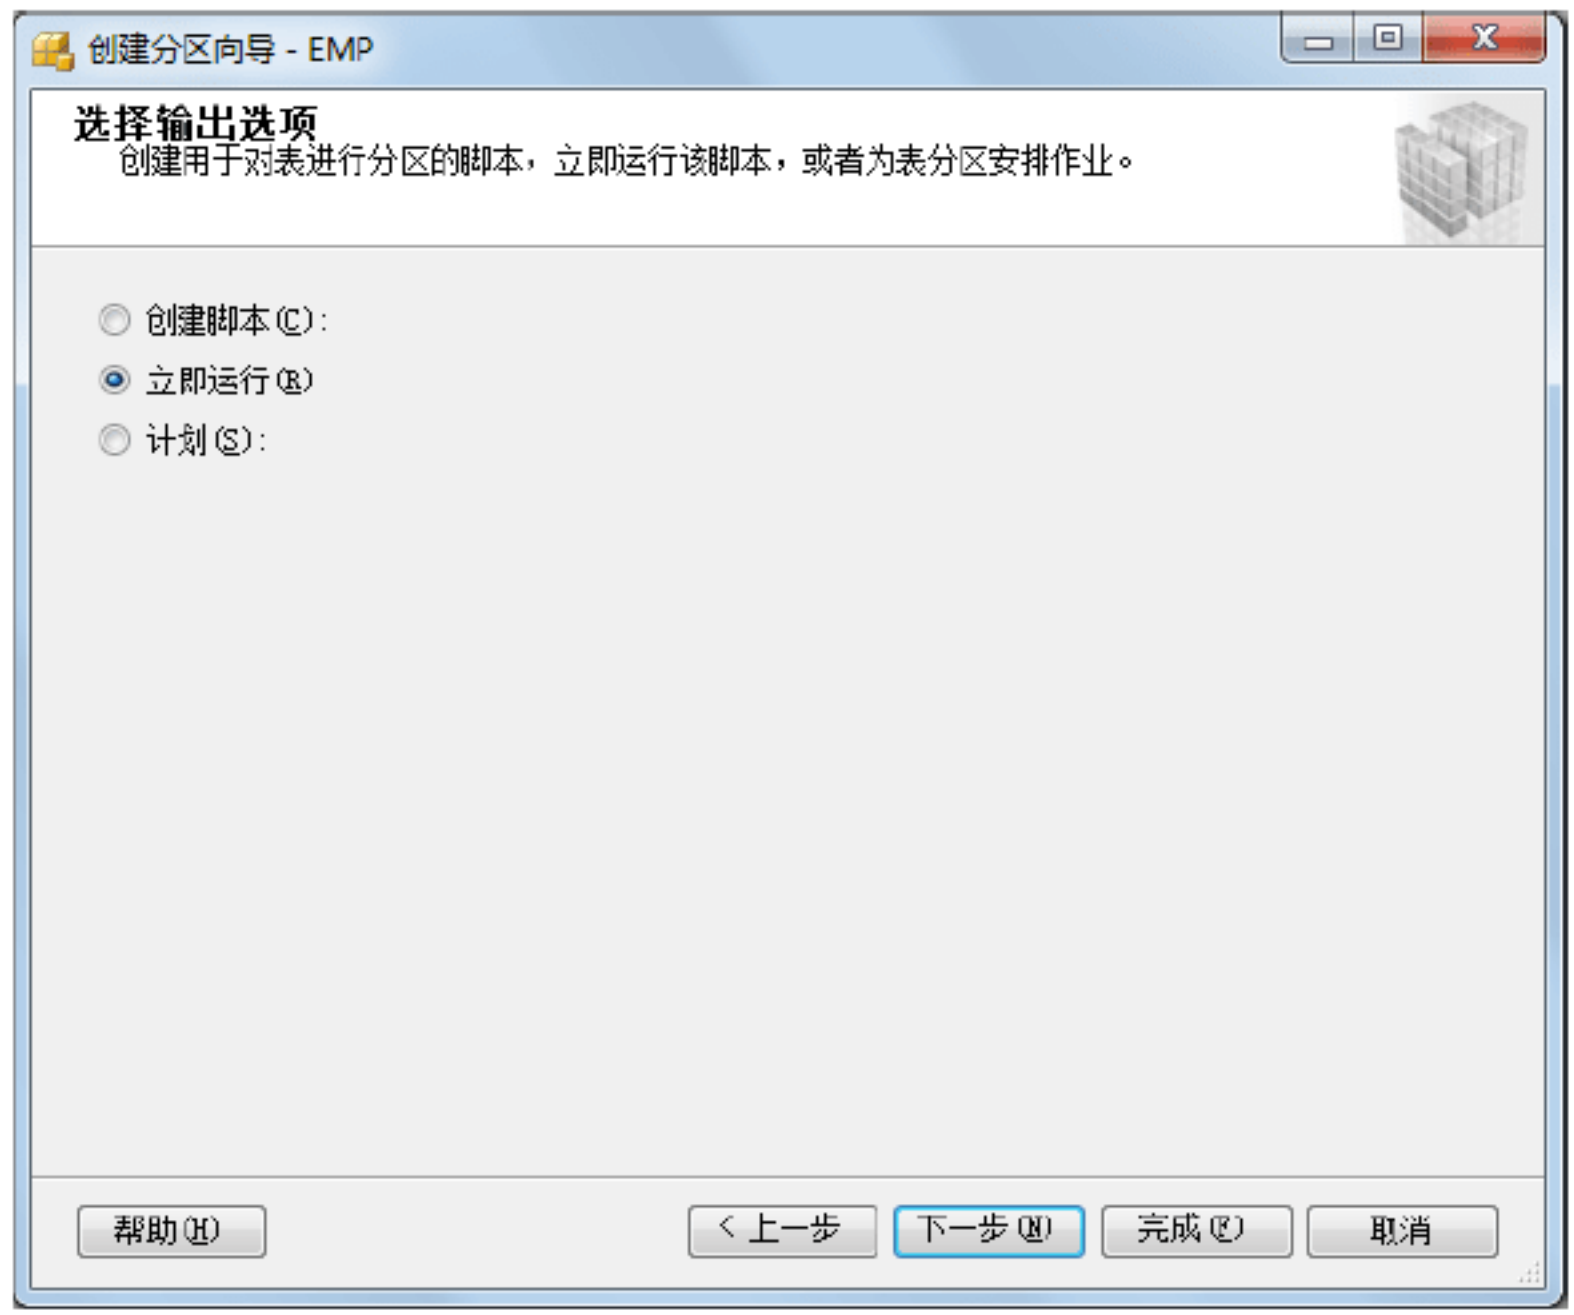 创建分区向导 - EMP
选择输出选项
创建用于对表进行分区的脚本，立即运行该脚本，或者为表分区安排作业。
创建脚本(C):
立即运行(R)
计划(S):
帮助(H)
< 上一步
下一步(N)
完成(F)
取消